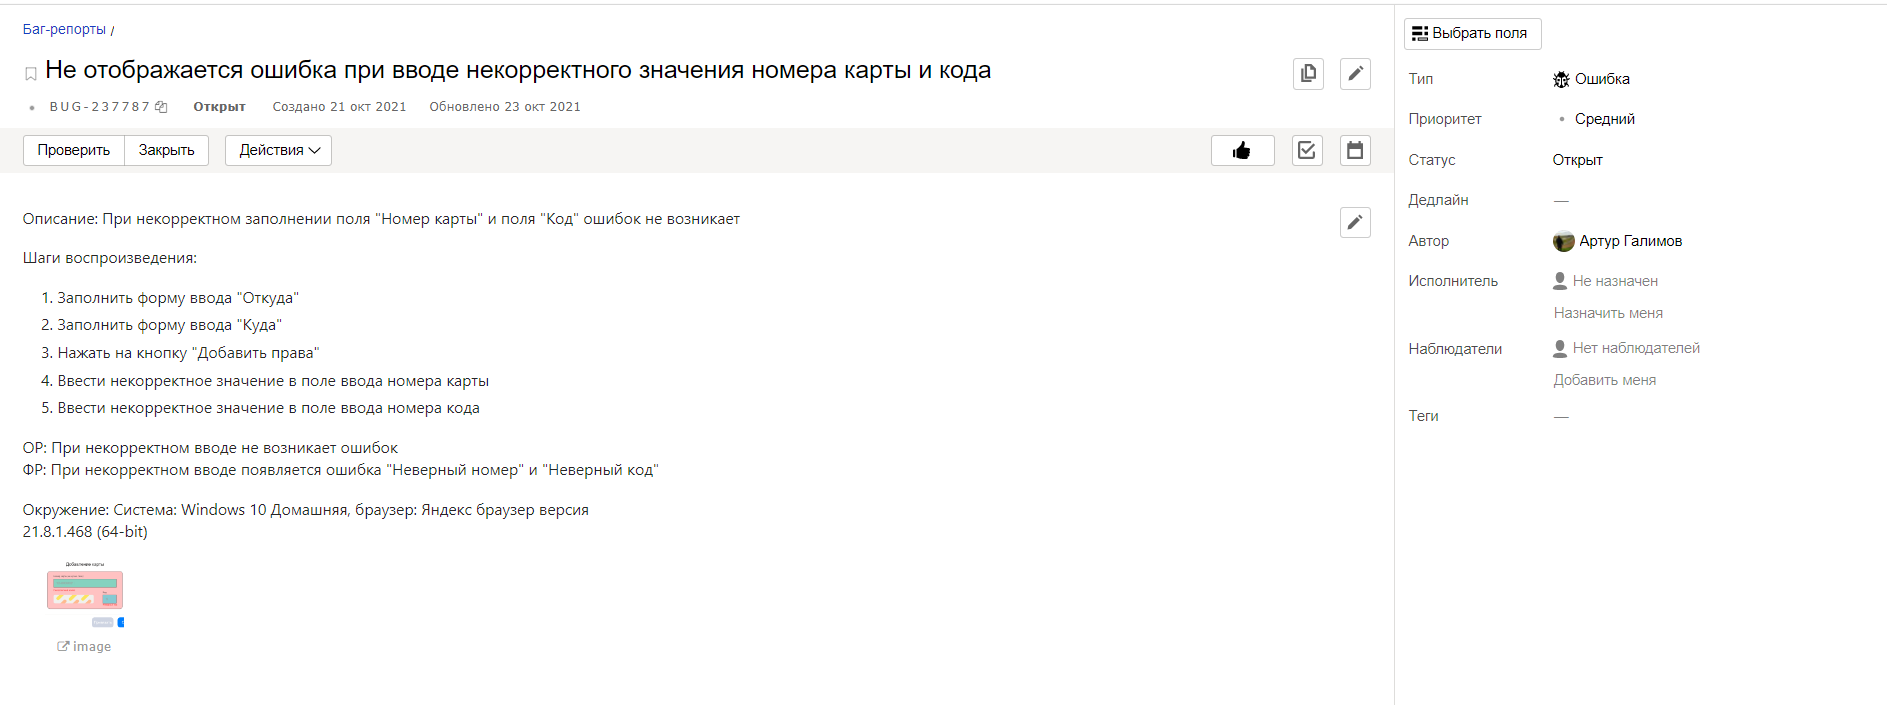 Баг-репорты /
Не отображается ошибка при вводе некорректного значения номера карты и кода
BUG-237787 Открыт Создано 21 окт 2021 Обновлено 23 окт 2021
Проверить Закрыть Действия
Описание: При некорректном заполнении поля "Номер карты" и поля "Код" ошибок не возникает
Шаги воспроизведения:
1. Заполнить форму ввода "Откуда"
2. Заполнить форму ввода "Куда"
3. Нажать на кнопку "Добавить права"
4. Ввести некорректное значение в поле ввода номера карты
5. Ввести некорректное значение в поле ввода номера кода
ОР: При некорректном вводе не возникает ошибок
ФР: При некорректном вводе появляется ошибка "Неверный номер" и "Неверный код"
Окружение: Система: Windows 10 Домашняя, браузер: Яндекс браузер версия
21.8.1.468 (64-bit)
Добавление карты
image
Выбрать поля
Тип Ошибка
Приоритет Средний
Статус Открыт
Дедлайн —
Автор Артур Галимов
Исполнитель Не назначен
Назначить меня
Наблюдатели Нет наблюдателей
Добавить меня
Теги —